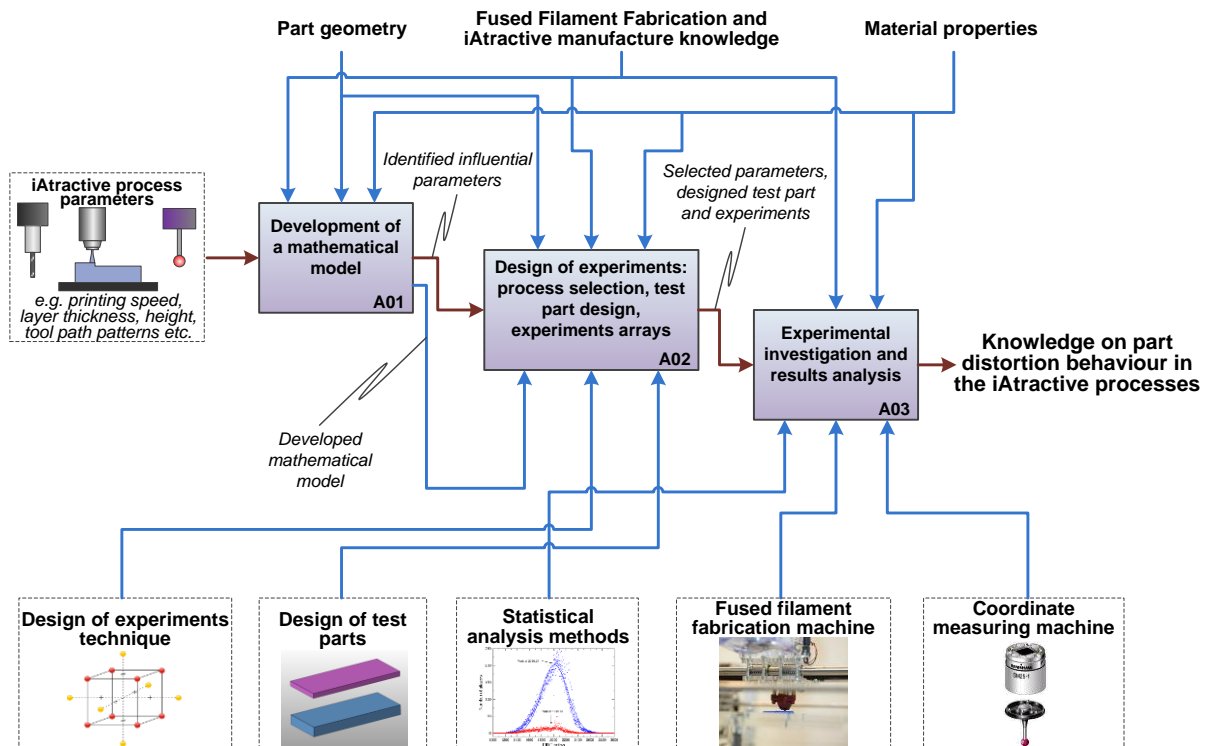 Part geometry
Fused Filament Fabrication and
iAtractive manufacture knowledge
Material properties
Identified influential
parameters
Selected parameters,
designed test part
and experiments
iAtractive process
parameters
e.g. printing speed,
layer thickness, height,
tool path patterns etc.
Development of
a mathematical
model
A01
Design of experiments:
process selection, test
part design,
experiments arrays
A02
Experimental
investigation and
results analysis
A03
Knowledge on part
distortion behaviour in
the iAtractive processes
Developed
mathematical
model
Design of experiments
technique
Design of test
parts
Statistical
analysis methods
Fused filament
fabrication machine
Coordinate
measuring machine